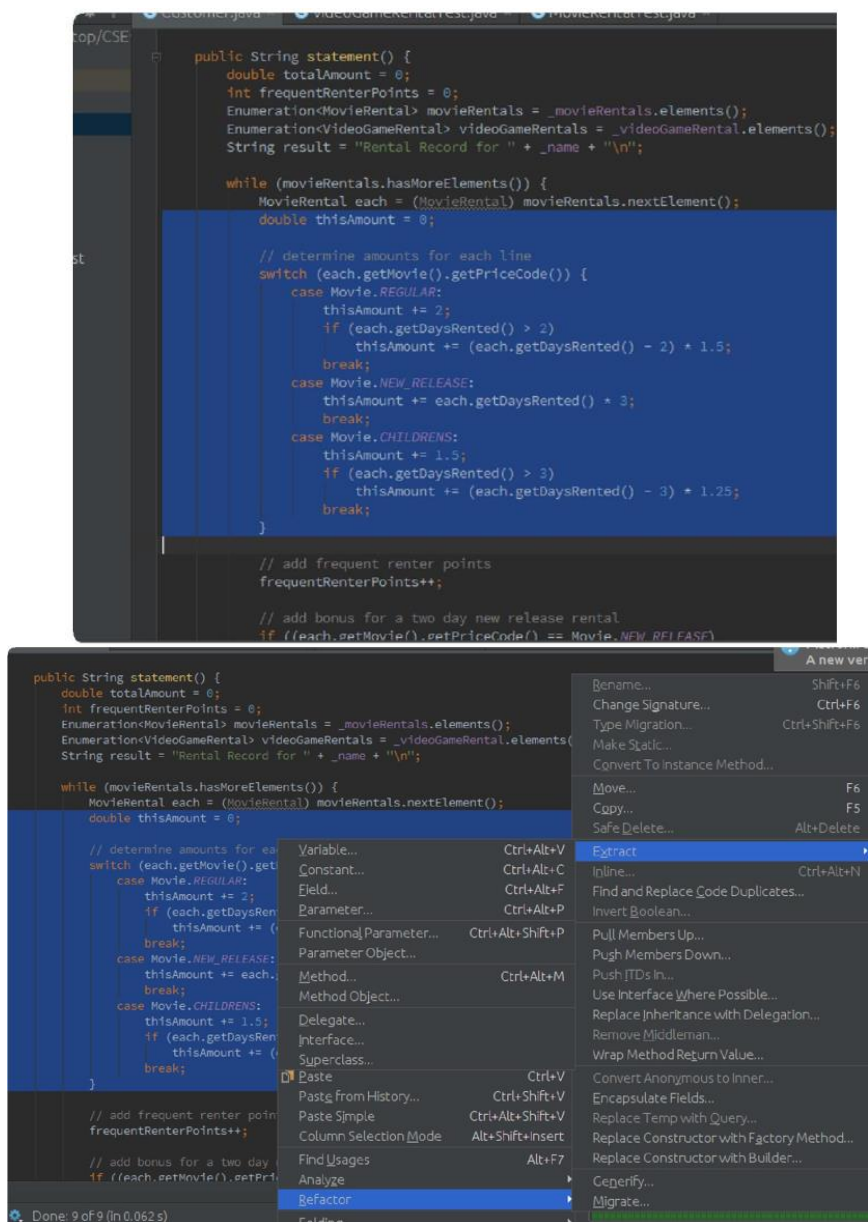 Customer.java VideoGameRentalTest.java MovieRentalTest.java
top/CSE
public String statement() {
double totalAmount = 0;
int frequentRenterPoints = 0;
Enumeration<MovieRental> movieRentals = _movieRentals.elements();
Enumeration<VideoGameRental> videoGameRentals = _videoGameRental.elements();
String result = "Rental Record for " + _name + "\n";
while (movieRentals.hasMoreElements()) {
MovieRental each = (MovieRental) movieRentals.nextElement();
double thisAmount = 0;
st
// determine amounts for each line
switch (each.getMovie().getPriceCode()) {
case Movie.REGULAR:
thisAmount += 2;
if (each.getDaysRented() > 2)
thisAmount += (each.getDaysRented() - 2) * 1.5;
break;
case Movie.NEW_RELEASE:
thisAmount += each.getDaysRented() * 3;
break;
case Movie.CHILDRENS:
thisAmount += 1.5;
if (each.getDaysRented() > 3)
thisAmount += (each.getDaysRented() - 3) * 1.25;
break;
}
// add frequent renter points
frequentRenterPoints++;
// add bonus for a two day new release rental
if ((each.getMovie().getPriceCode() == Movie.NEW_RELEASE)
A new ver
public String statement() {
double totalAmount = 0;
int frequentRenterPoints = 0;
Enumeration<MovieRental> movieRentals = _movieRentals.elements();
Enumeration<VideoGameRental> videoGameRentals = _videoGameRental.elements(
String result = "Rental Record for " + _name + "\n";
while (movieRentals.hasMoreElements()) {
MovieRental each = (MovieRental) movieRentals.nextElement();
double thisAmount = 0;
// determine amounts for ea
switch (each.getMovie().get
case Movie.REGULAR:
thisAmount += 2;
if (each.getDaysRen
thisAmount += (
break;
case Movie.NEW_RELEASE:
thisAmount += each.
break;
case Movie.CHILDRENS:
thisAmount += 1.5;
if (each.getDaysRen
thisAmount += (
break;
}
// add frequent renter poin
frequentRenterPoints++;
// add bonus for a two day
if ((each.getMovie().getPri
Done: 9 of 9 (in 0.062 s)
Variable... Ctrl+Alt+V
Constant... Ctrl+Alt+C
Field... Ctrl+Alt+F
Parameter... Ctrl+Alt+P
Functional Parameter... Ctrl+Alt+Shift+P
Parameter Object...
Method... Ctrl+Alt+M
Method Object...
Delegate...
Interface...
Superclass...
Paste Ctrl+V
Paste from History... Ctrl+Shift+V
Paste Simple Ctrl+Alt+Shift+V
Column Selection Mode Alt+Shift+Insert
Find Usages Alt+F7
Analyze
Refactor
Folding
Rename... Shift+F6
Change Signature... Ctrl+F6
Type Migration... Ctrl+Shift+F6
Make Static...
Convert To Instance Method...
Move... F6
Copy... F5
Safe Delete... Alt+Delete
Extract
Inline... Ctrl+Alt+N
Find and Replace Code Duplicates...
Invert Boolean...
Pull Members Up...
Push Members Down...
Push ITDs In...
Use Interface Where Possible...
Replace Inheritance with Delegation...
Remove Middleman...
Wrap Method Return Value...
Convert Anonymous to Inner...
Encapsulate Fields...
Replace Temp with Query...
Replace Constructor with Factory Method...
Replace Constructor with Builder...
Generify...
Migrate...